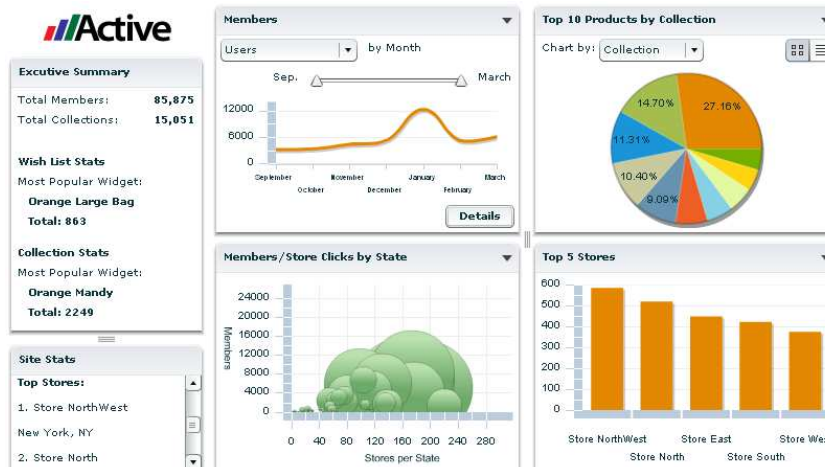 Active
Excutive Summary
Total Members: 85,875
Total Collections: 15,051
Wish List Stats
Most Popular Widget:
Orange Large Bag
Total: 863
Collection Stats
Most Popular Widget:
Orange Mandy
Total: 2249
Site Stats
Top Stores:
1. Store NorthWest
New York, NY
2. Store North
Members
Users by Month
Sep. March
12000
6000
0
September October November December January February March
Details
Top 10 Products by Collection
Chart by: Collection
27.16%
14.70%
11.31%
10.40%
9.09%
Members/Store Clicks by State
Members
24000
20000
16000
12000
8000
4000
0
0 40 80 120 160 200 240 280
Stores per State
Top 5 Stores
600
500
400
300
200
100
0
Store NorthWest Store East
Store North Store South